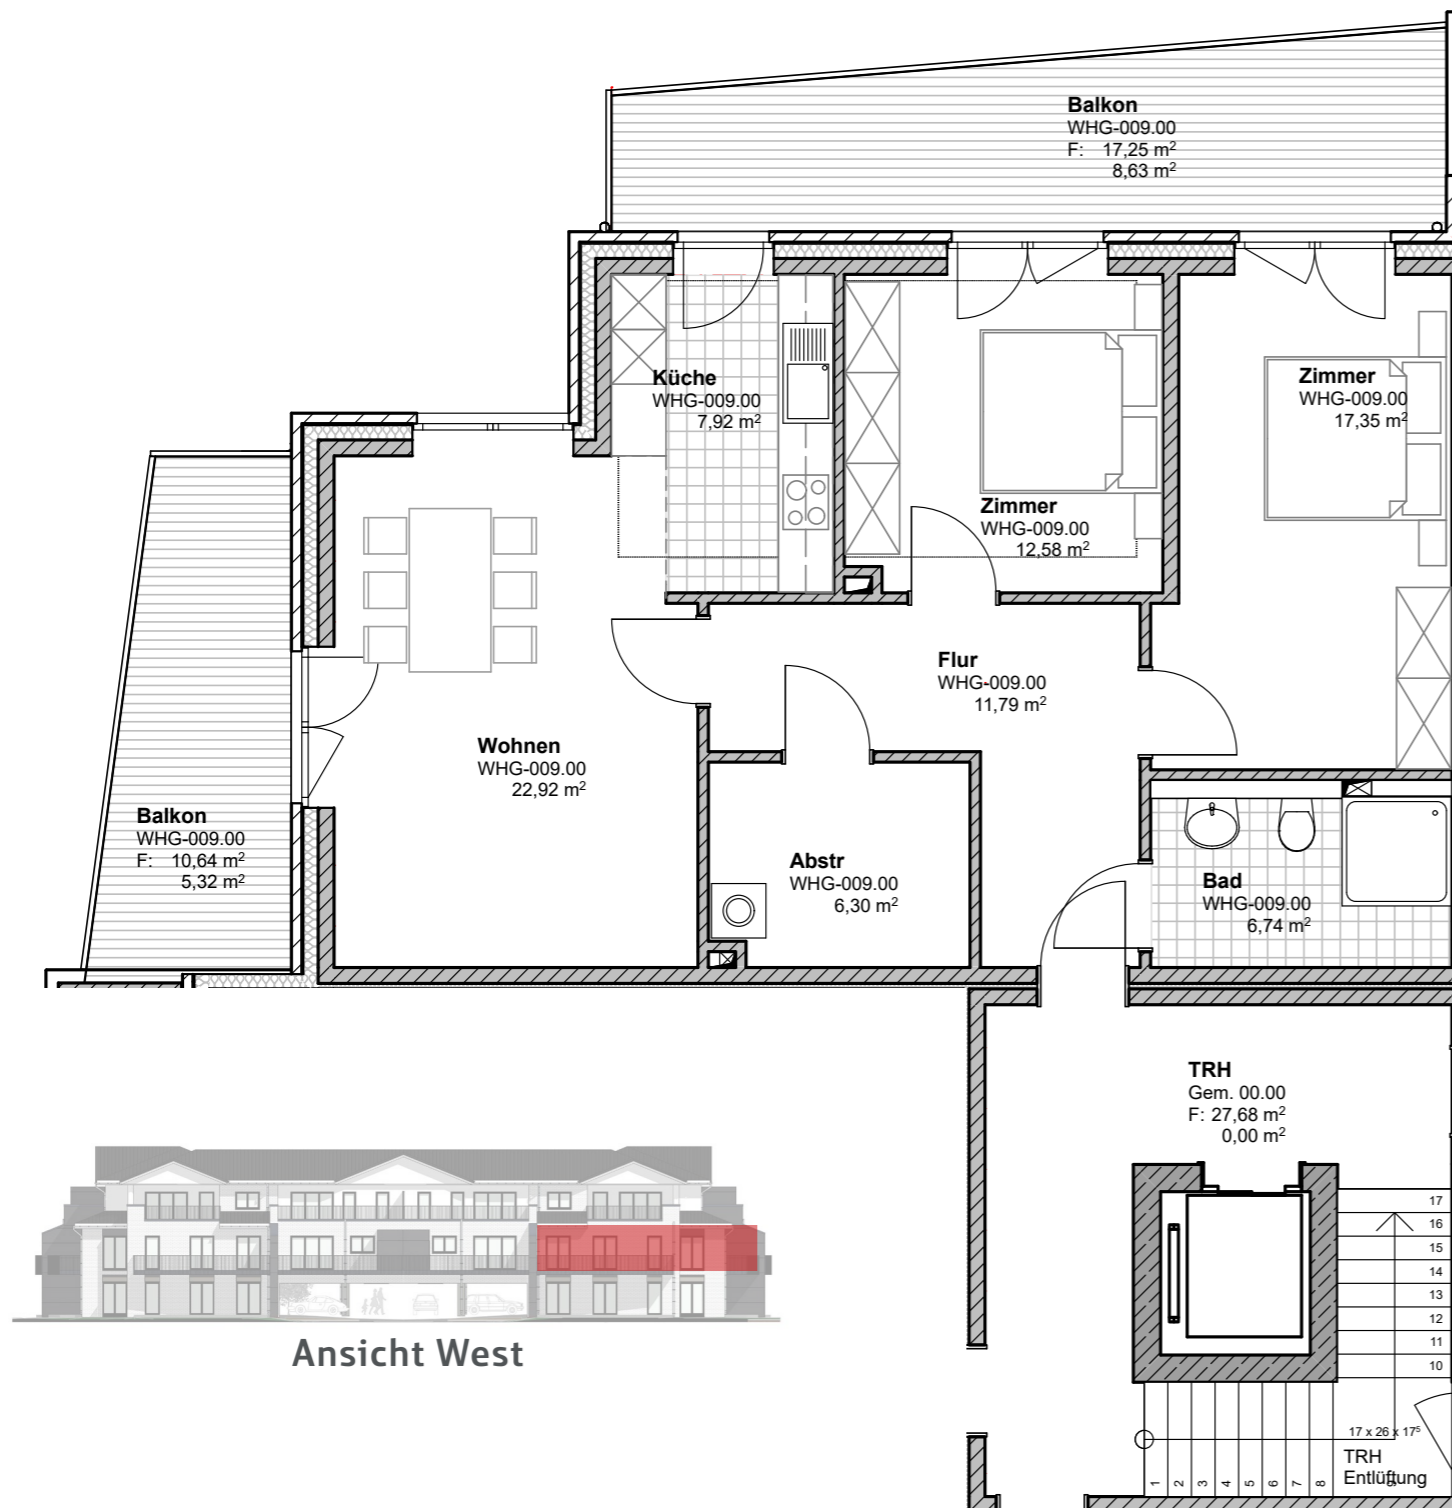 Balkon
WHG-009.00
F: 17,25 m²
8,63 m²
Küche
WHG-009.00
7,92 m²
Zimmer
WHG-009.00
12,58 m²
Zimmer
WHG-009.00
17,35 m²
Flur
WHG-009.00
11,79 m²
Wohnen
WHG-009.00
22,92 m²
Balkon
WHG-009.00
F: 10,64 m²
5,32 m²
Abstr
WHG-009.00
6,30 m²
Bad
WHG-009.00
6,74 m²
TRH
Gem. 00.00
F: 27,68 m²
0,00 m²
17
16
15
14
13
12
11
10
17 x 26 x 17⁵
TRH
Entlüftung
1 2 3 4 5 6 7 8 9
Ansicht West